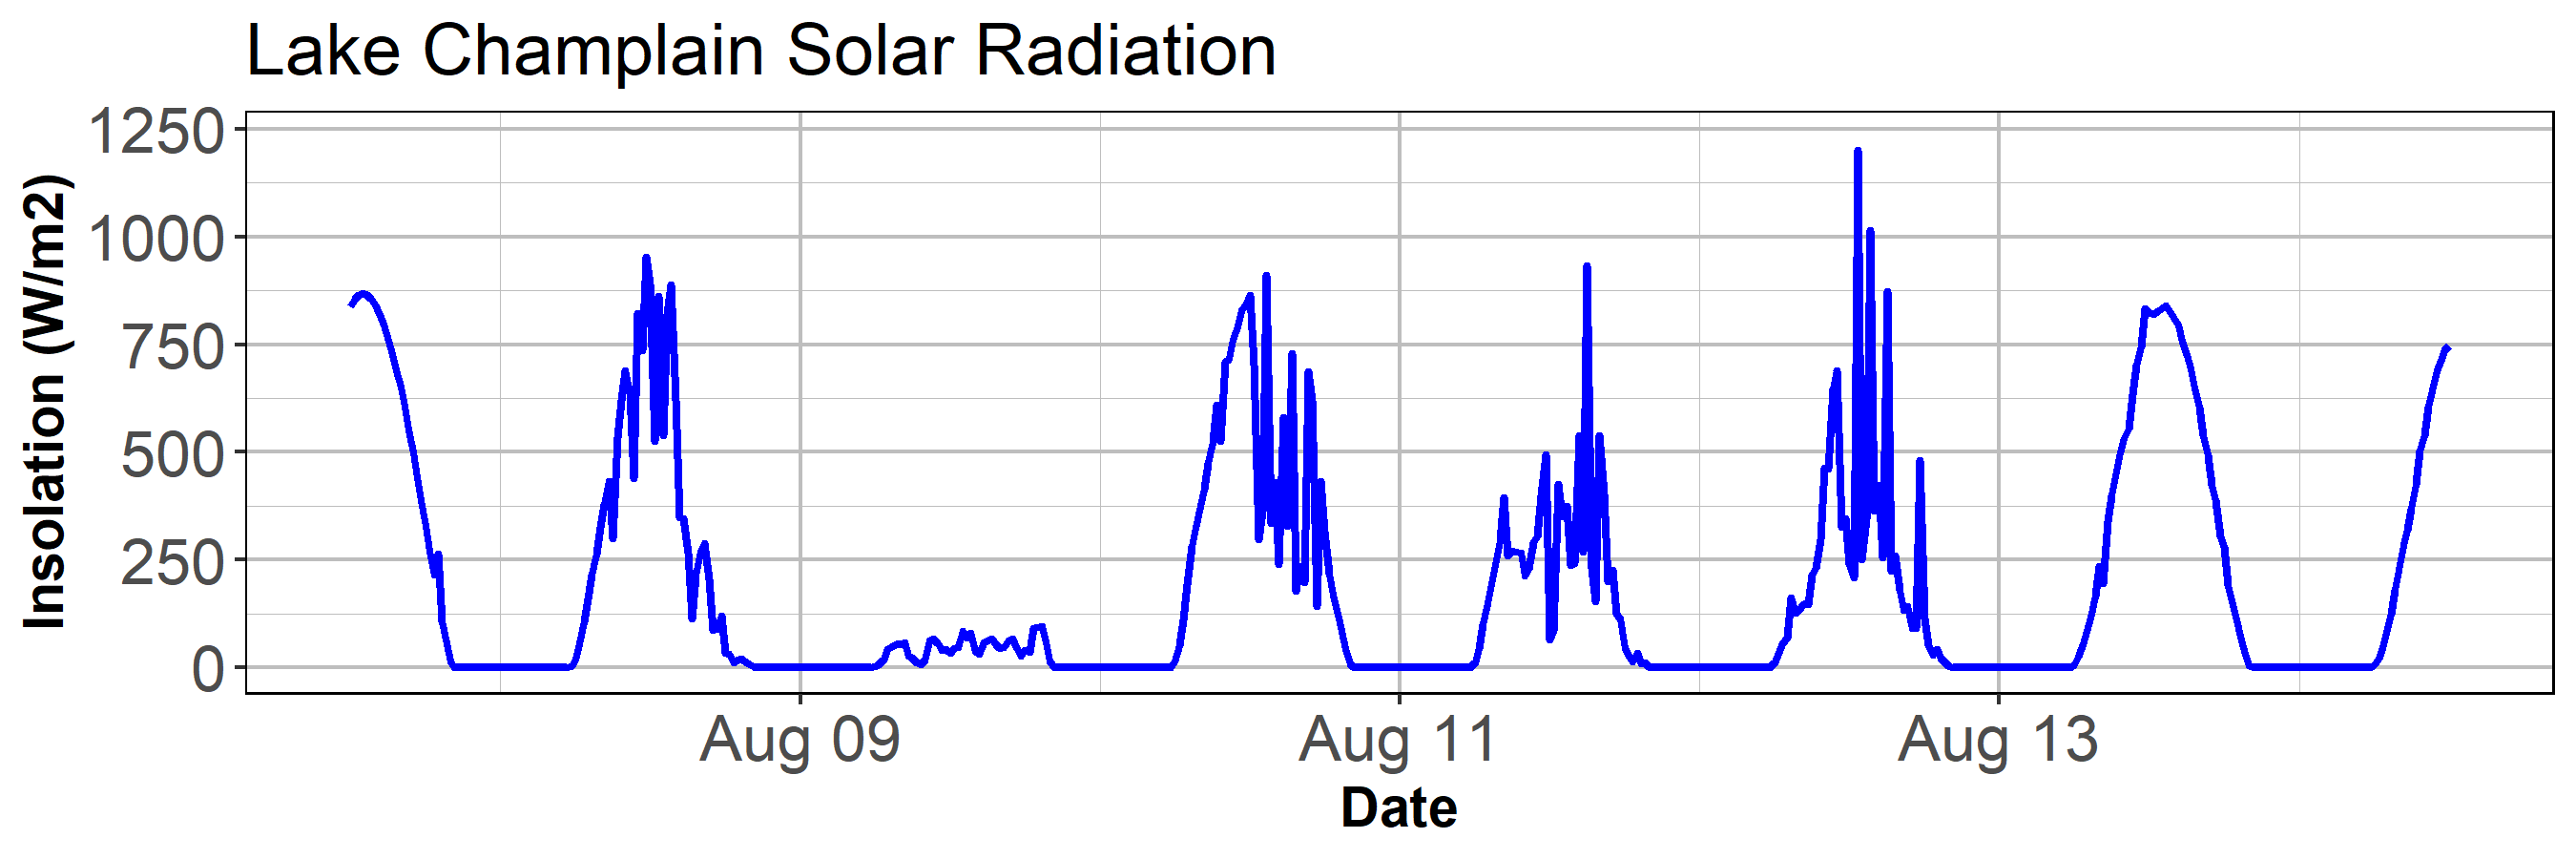 Lake Champlain Solar Radiation
1250
1000
750
500
250
0
Insolation (W/m2)
Aug 09
Aug 11
Aug 13
Date